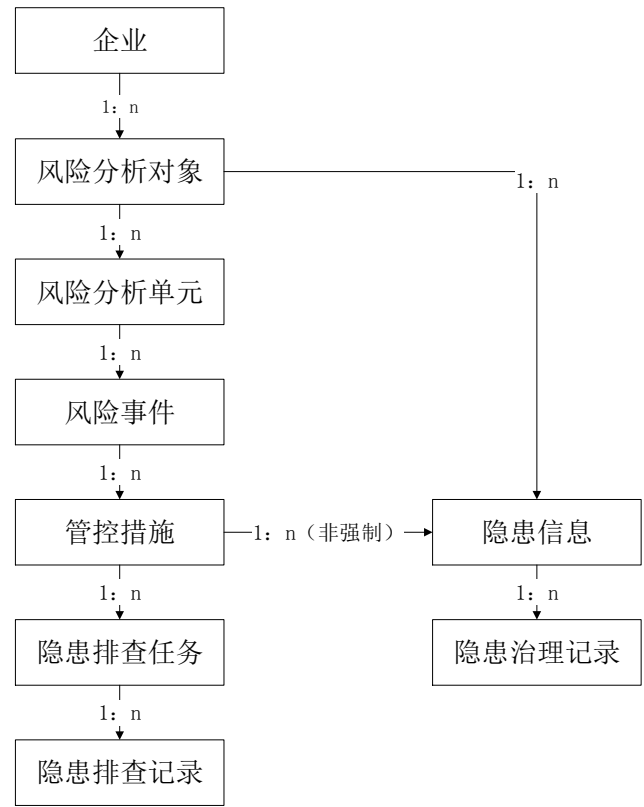 企业
1：n
风险分析对象
1：n
1：n
风险分析单元
1：n
风险事件
1：n
管控措施
1：n（非强制）
隐患信息
1：n
1：n
隐患排查任务
隐患治理记录
1：n
隐患排查记录